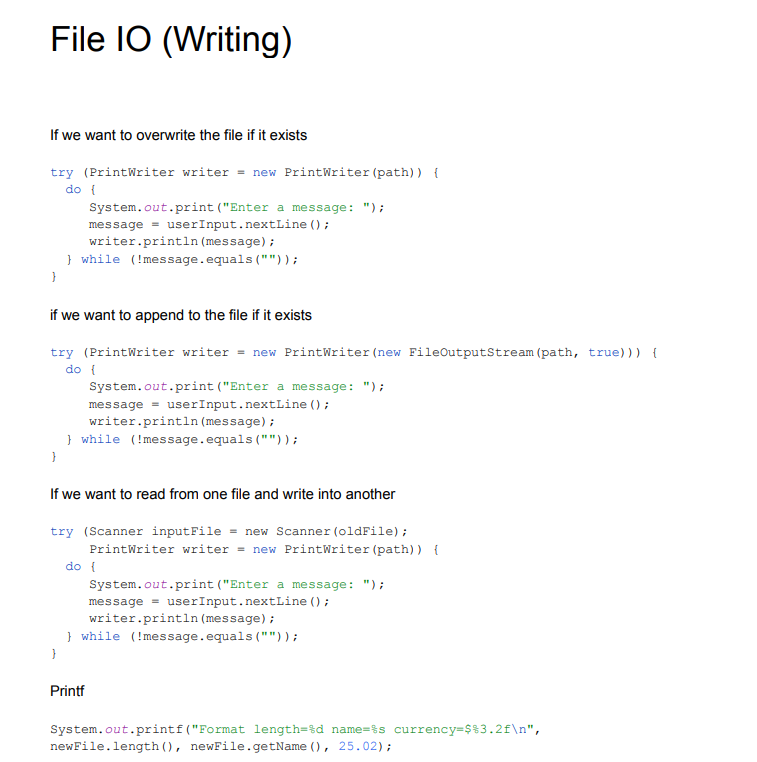 File IO (Writing)
If we want to overwrite the file if it exists
try (PrintWriter writer = new PrintWriter(path)) {
  do {
     System.out.print("Enter a message: ");
     message = userInput.nextLine();
     writer.println(message);
  } while (!message.equals(""));
}
if we want to append to the file if it exists
try (PrintWriter writer = new PrintWriter(new FileOutputStream(path, true))) {
  do {
     System.out.print("Enter a message: ");
     message = userInput.nextLine();
     writer.println(message);
  } while (!message.equals(""));
}
If we want to read from one file and write into another
try (Scanner inputFile = new Scanner(oldFile);
     PrintWriter writer = new PrintWriter(path)) {
  do {
     System.out.print("Enter a message: ");
     message = userInput.nextLine();
     writer.println(message);
  } while (!message.equals(""));
}
Printf
System.out.printf("Format length=%d name=%s currency=$%3.2f\n",
newFile.length(), newFile.getName(), 25.02);